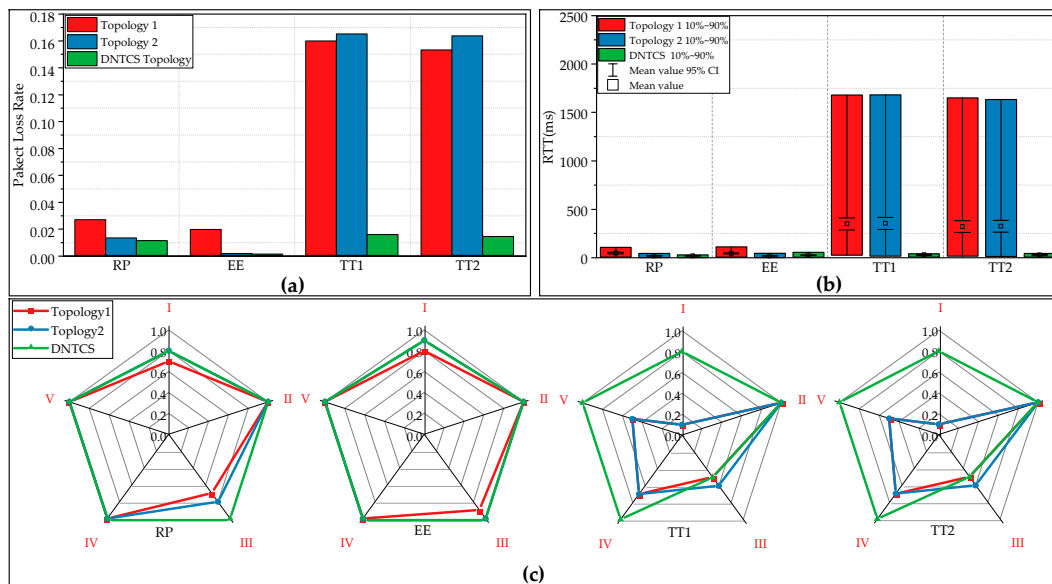 Topology 1
Topology 2
DNTCS Topology
Pakect Loss Rate
0.18
0.16
0.14
0.12
0.10
0.08
0.06
0.04
0.02
0.00
RP EE TT1 TT2
(a)
Topology 1 10%~90%
Topology 2 10%~90%
DNTCS 10%~90%
Mean value 95% CI
Mean value
RTT(ms)
2500
2000
1500
1000
500
0
RP EE TT1 TT2
(b)
Topology1
Toplogy2
DNTCS
I
II
III
IV
V
1.0
0.8
0.6
0.4
0.2
0.0
RP
I
II
III
IV
V
1.0
0.8
0.6
0.4
0.2
0.0
EE
I
II
III
IV
V
1.0
0.8
0.6
0.4
0.2
0.0
TT1
I
II
III
IV
V
1.0
0.8
0.6
0.4
0.2
0.0
TT2
(c)